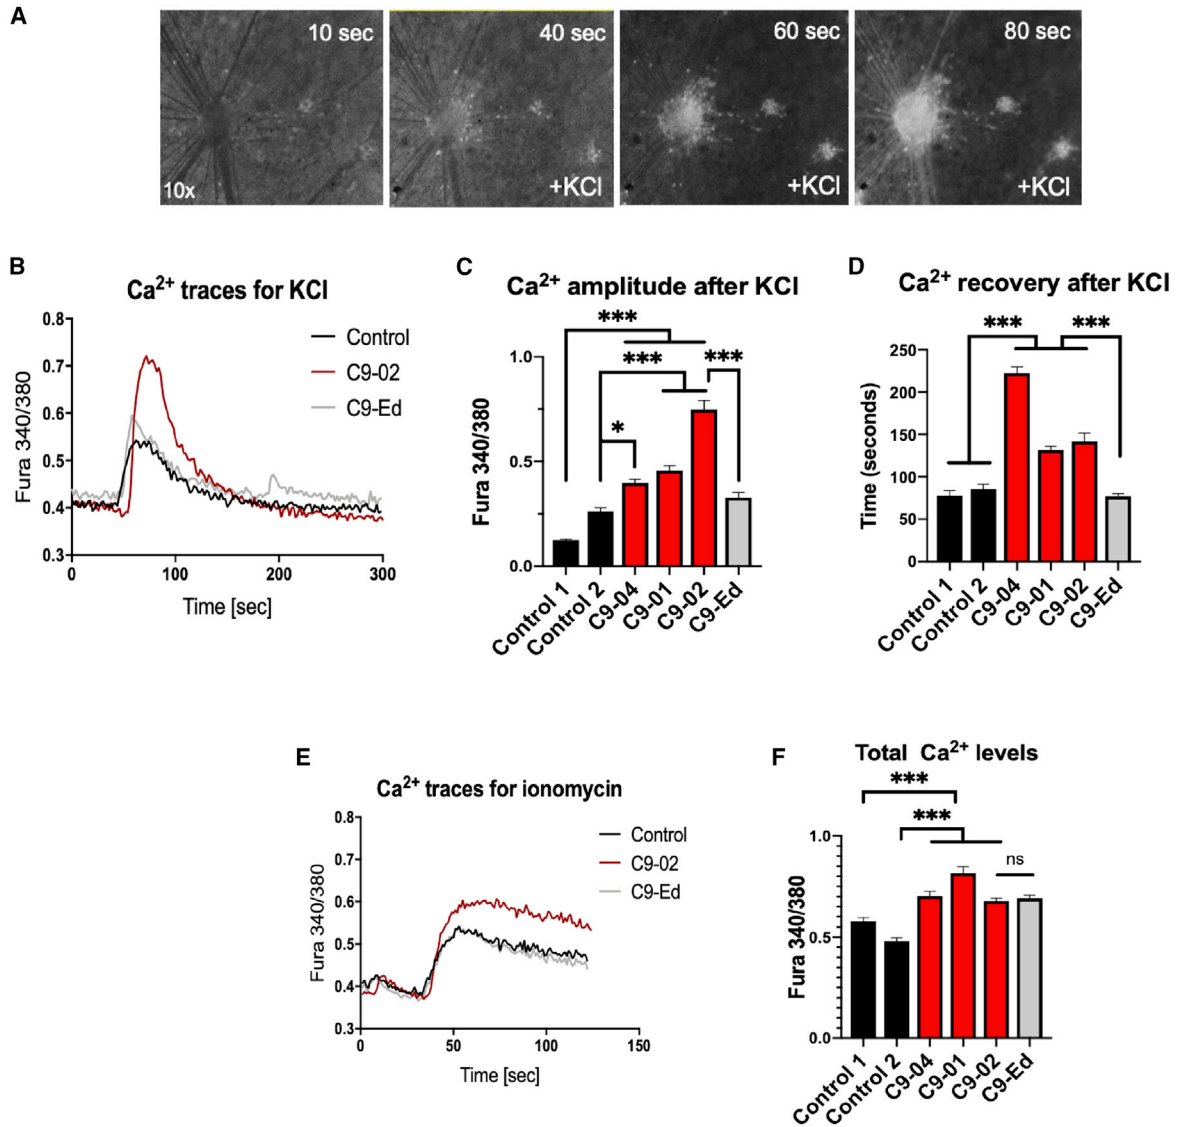 A
10 sec
40 sec
60 sec
80 sec
10x
+KCl
+KCl
+KCl
B
Ca2+ traces for KCl
0.8
0.7
0.6
0.5
0.4
0.3
Fura 340/380
0
100
200
300
Time [sec]
Control
C9-02
C9-Ed
C
Ca2+ amplitude after KCl
***
***
***
*
1.0
0.5
0.0
Fura 340/380
Control 1
Control 2
C9-04
C9-01
C9-02
C9-Ed
D
Ca2+ recovery after KCl
***
***
250
200
150
100
50
0
Time (seconds)
Control 1
Control 2
C9-04
C9-01
C9-02
C9-Ed
E
Ca2+ traces for ionomycin
0.8
0.7
0.6
0.5
0.4
0.3
Fura 340/380
0
50
100
150
Time [sec]
Control
C9-02
C9-Ed
F
Total Ca2+ levels
***
***
ns
1.0
0.5
0.0
Fura 340/380
Control 1
Control 2
C9-04
C9-01
C9-02
C9-Ed